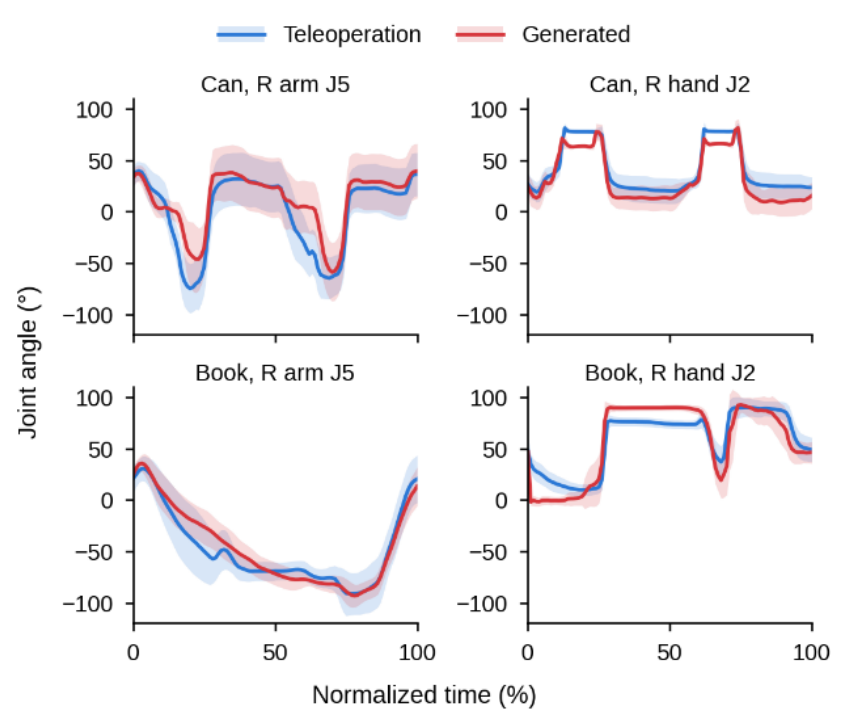 Teleoperation Generated
Can, R arm J5
100
50
0
−50
−100
Can, R hand J2
100
50
0
−50
−100
Joint angle (°)
Book, R arm J5
100
50
0
−50
−100
0 50 100
Book, R hand J2
100
50
0
−50
−100
0 50 100
Normalized time (%)